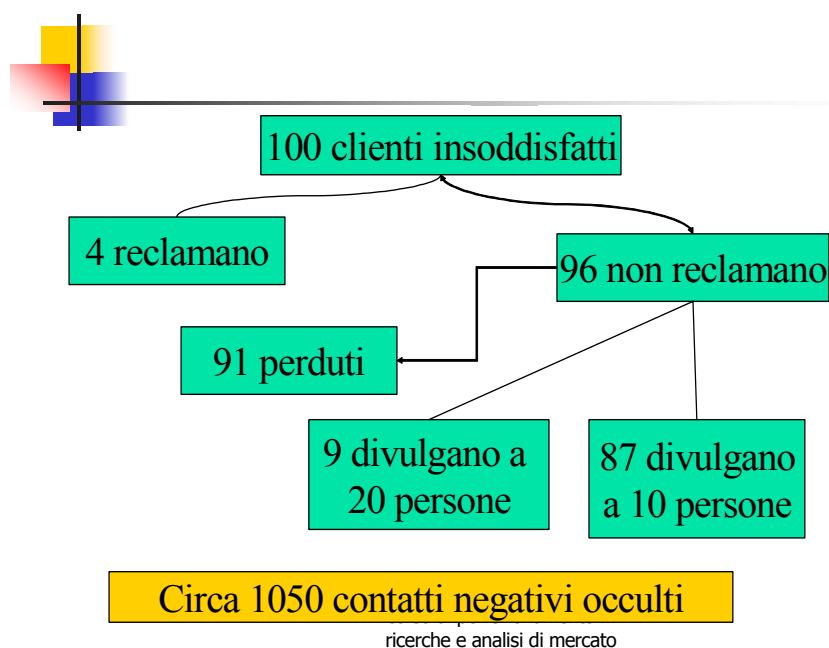 100 clienti insoddisfatti
4 reclamano
96 non reclamano
91 perduti
9 divulgano a
20 persone
87 divulgano
a 10 persone
Circa 1050 contatti negativi occulti
ricerche e analisi di mercato